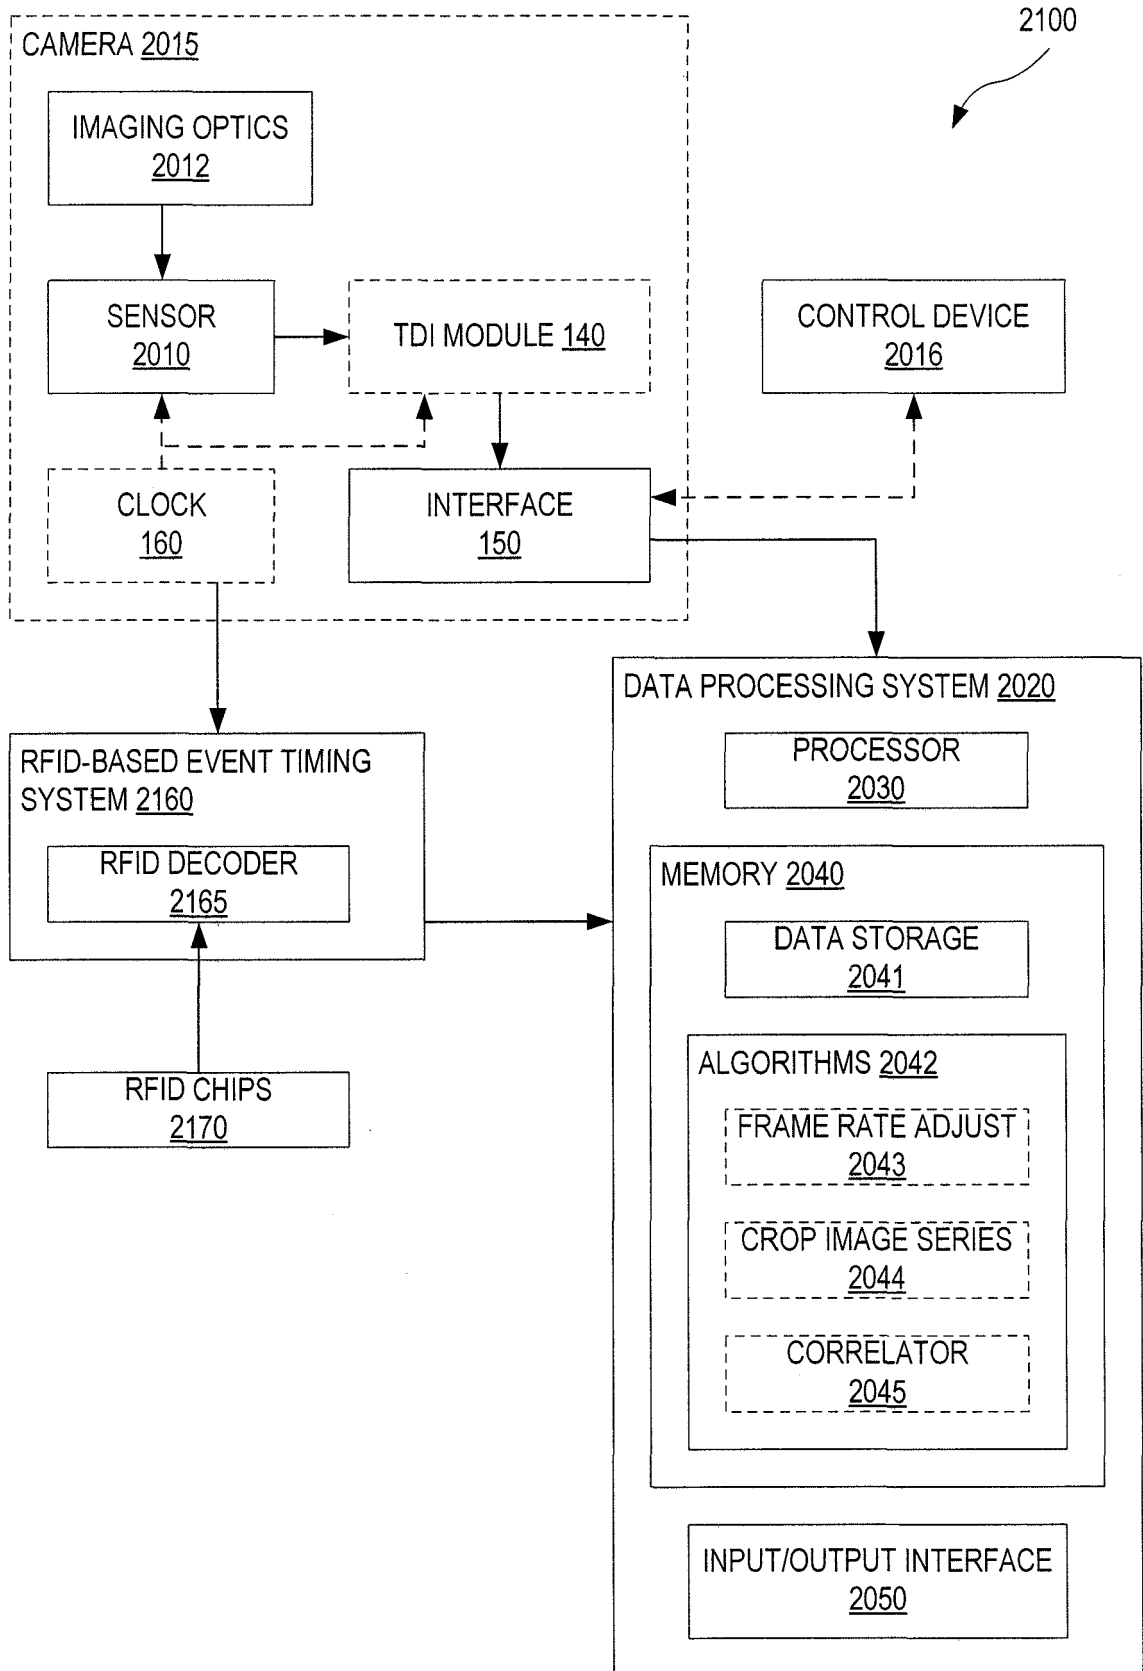 2100
CAMERA 2015
IMAGING OPTICS
2012
SENSOR
2010
TDI MODULE 140
CONTROL DEVICE
2016
CLOCK
160
INTERFACE
150
RFID-BASED EVENT TIMING
SYSTEM 2160
RFID DECODER
2165
RFID CHIPS
2170
DATA PROCESSING SYSTEM 2020
PROCESSOR
2030
MEMORY 2040
DATA STORAGE
2041
ALGORITHMS 2042
FRAME RATE ADJUST
2043
CROP IMAGE SERIES
2044
CORRELATOR
2045
INPUT/OUTPUT INTERFACE
2050